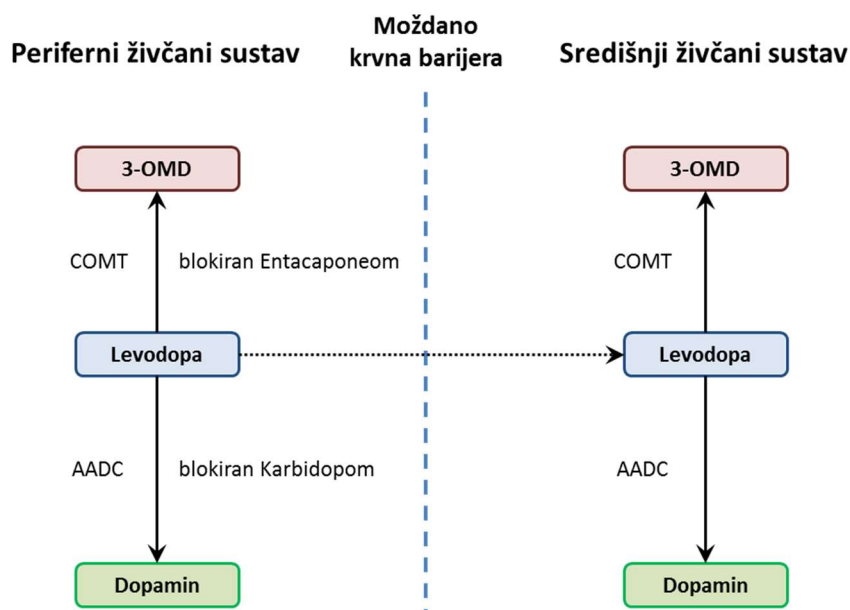 Periferni živčani sustav
Moždano
krvna barijera
Središnji živčani sustav
3-OMD
3-OMD
COMT
blokiran Entacaponeom
COMT
Levodopa
Levodopa
AADC
blokiran Karbidopom
AADC
Dopamin
Dopamin